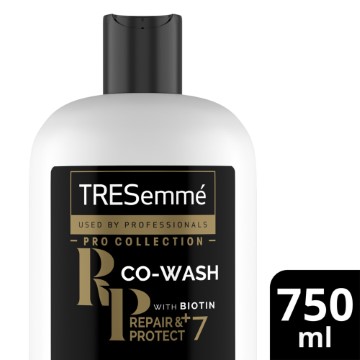 TRESemmé
USED BY PROFESSIONALS
PRO COLLECTION
RP
CO-WASH
WITH BIOTIN
REPAIR &
PROTECT +7
750
ml